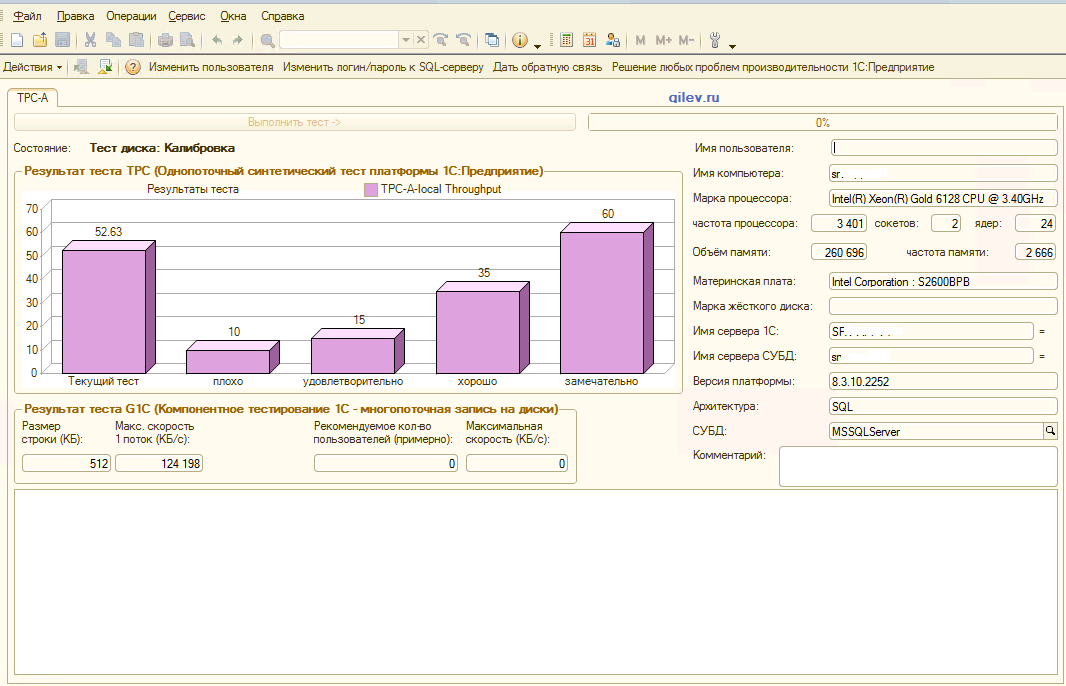 Файл Правка Операции Сервис Окна Справка
M M+ M-
Действия Изменить пользователя Изменить логин/пароль к SQL-серверу Дать обратную связь Решение любых проблем производительности 1С:Предприятие
TPC-A
gilev.ru
Выполнить тест ->
0%
Состояние: Тест диска: Калибровка
Результат теста TPC (Однопоточный синтетический тест платформы 1С:Предприятие)
Результаты теста
TPC-A-local Throughput
70
60
50
40
30
20
10
0
52.63
10
15
35
60
Текущий тест плохо удовлетворительно хорошо замечательно
Результат теста G1C (Компонентное тестирование 1С - многопоточная запись на диски)
Размер строки (КБ):
Макс. скорость 1 поток (КБ/c):
Рекомендуемое кол-во пользователей (примерно):
Максимальная скорость (КБ/c):
512 124 198 0 0
Имя пользователя:
Имя компьютера: sr
Марка процессора: Intel(R) Xeon(R) Gold 6128 CPU @ 3.40GHz
частота процессора: 3 401 сокетов: 2 ядер: 24
Объём памяти: 260 696 частота памяти: 2 666
Материнская плата: Intel Corporation : S2600BPB
Марка жёсткого диска:
Имя сервера 1С: =
Имя сервера СУБД: sr =
Версия платформы: 8.3.10.2252
Архитектура: SQL
СУБД: MSSQLServer
Комментарий: